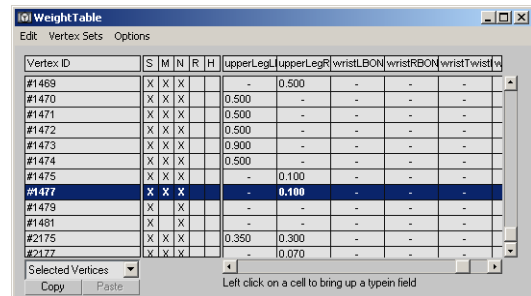 WeightTable
Edit Vertex Sets Options
Vertex ID S M N R H upperLegL upperLegR wristLBON wristRBON wristTwistl w
#1469 X X X - 0.500 - - -
#1470 X X X 0.500 - - - -
#1471 X X X 0.500 - - - -
#1472 X X X 0.500 - - - -
#1473 X X X 0.900 - - - -
#1474 X X X 0.500 - - - -
#1475 X X X - 0.100 - - -
#1477 X X X - 0.100 - - -
#1479 X X - - - - -
#1481 X X - - - - -
#2175 X X X 0.350 0.300 - - -
#2177 X X X - 0.070 - - -
Selected Vertices
Copy Paste
Left click on a cell to bring up a typein field